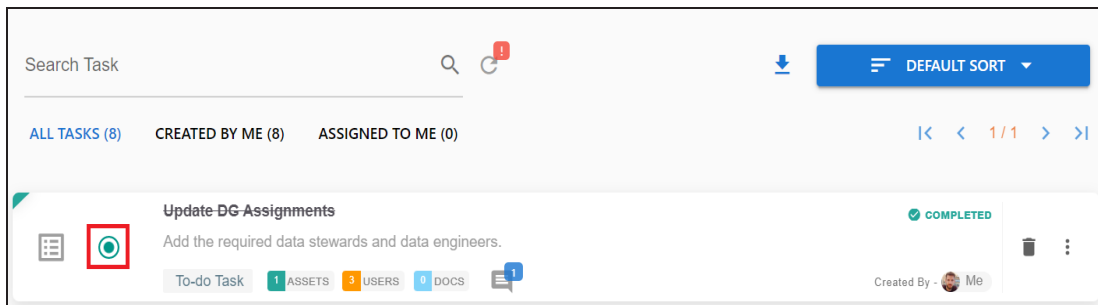 Search Task
!
DEFAULT SORT
ALL TASKS (8) CREATED BY ME (8) ASSIGNED TO ME (0)
1 / 1
Update DG Assignments
COMPLETED
Add the required data stewards and data engineers.
To-do Task 1 ASSETS 3 USERS 0 DOCS 1
Created By - Me